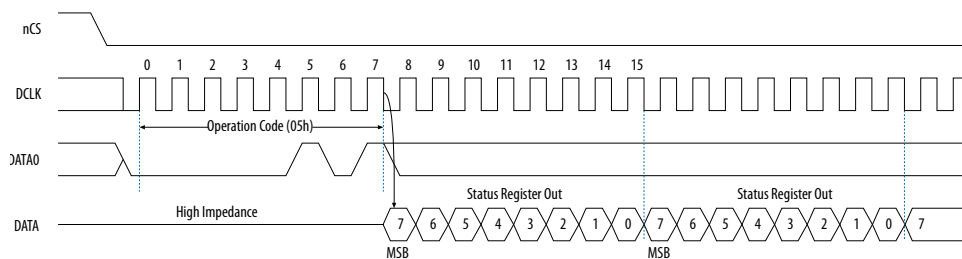 nCS
0 1 2 3 4 5 6 7 8 9 10 11 12 13 14 15
DCLK
Operation Code (05h)
DATA0
Status Register Out Status Register Out
High Impedance
DATA 7 6 5 4 3 2 1 0 7 6 5 4 3 2 1 0 7
MSB MSB